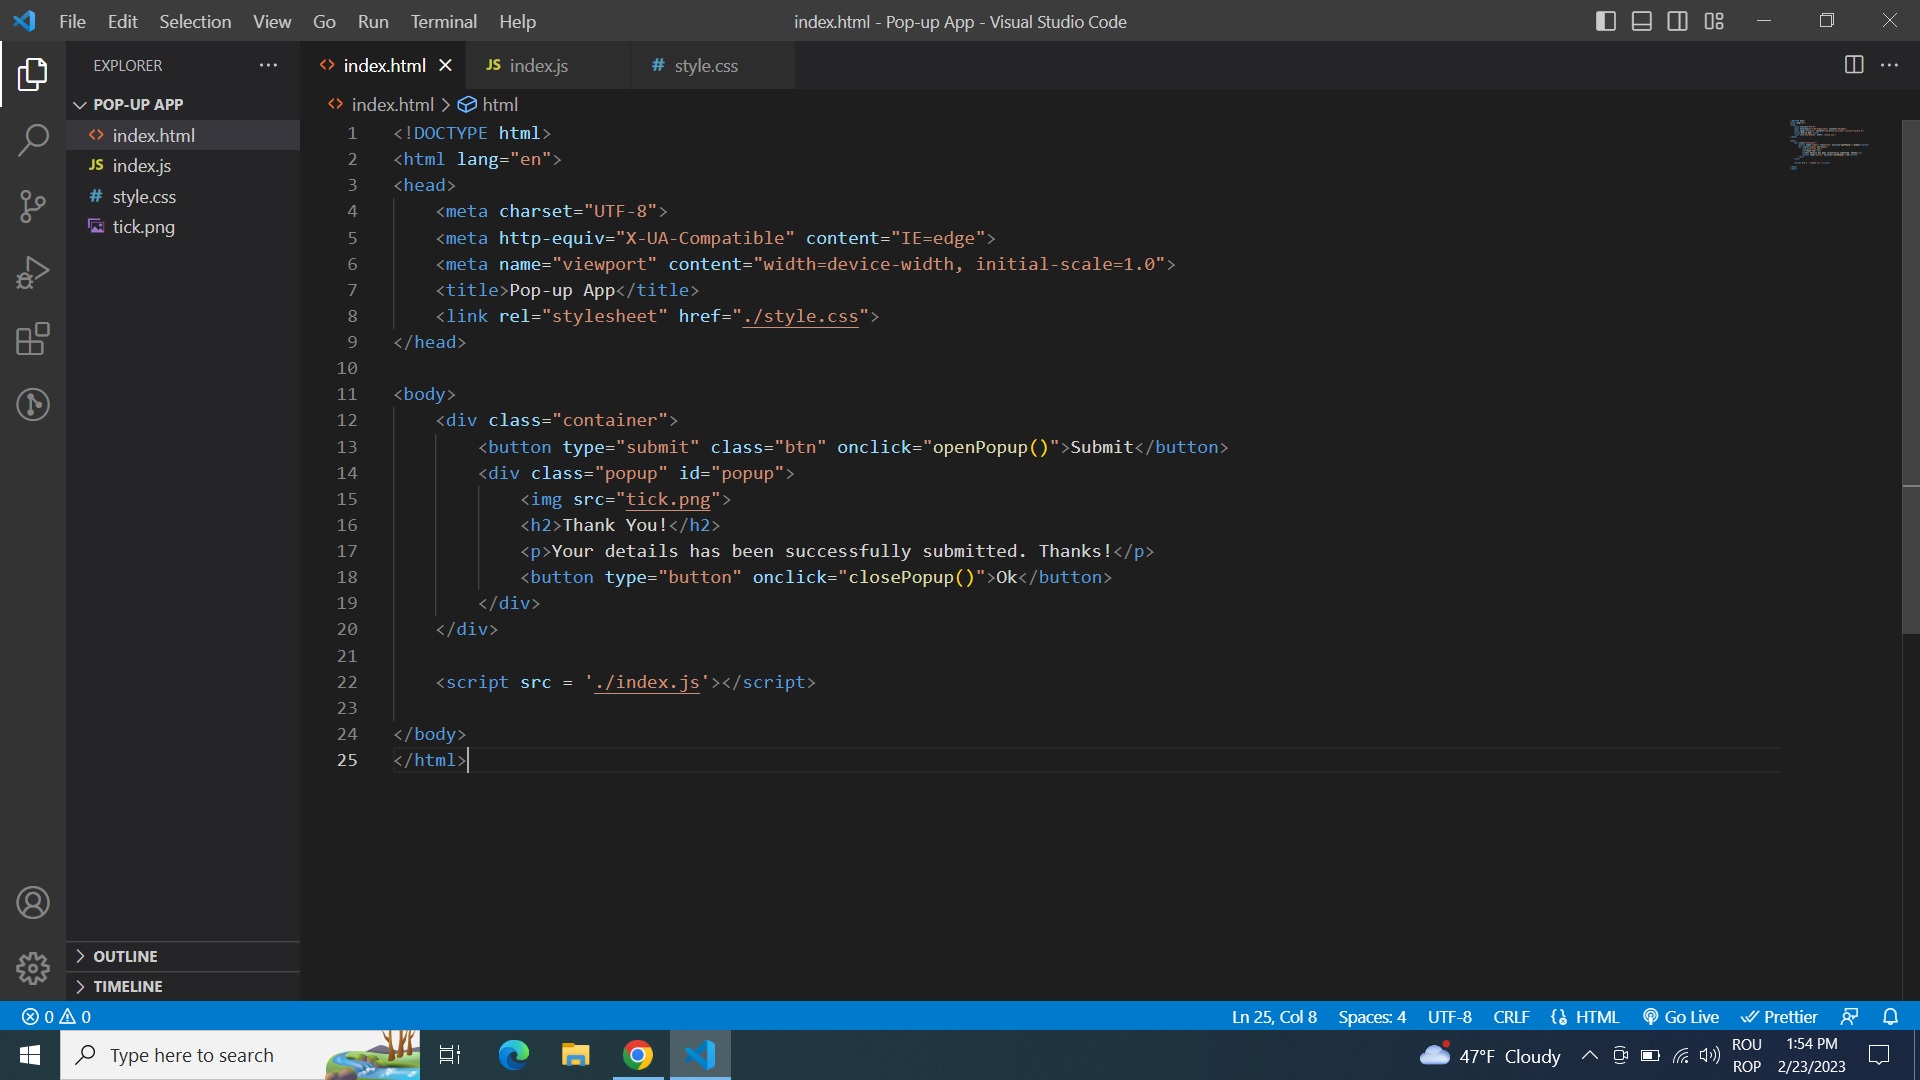 File Edit Selection View Go Run Terminal Help
index.html - Pop-up App - Visual Studio Code
EXPLORER
POP-UP APP
index.html
JS index.js
# style.css
tick.png
OUTLINE
TIMELINE
index.html
JS index.js
# style.css
index.html > html
1 <!DOCTYPE html>
2 <html lang="en">
3 <head>
4 <meta charset="UTF-8">
5 <meta http-equiv="X-UA-Compatible" content="IE=edge">
6 <meta name="viewport" content="width=device-width, initial-scale=1.0">
7 <title>Pop-up App</title>
8 <link rel="stylesheet" href="./style.css">
9 </head>
10
11 <body>
12 <div class="container">
13 <button type="submit" class="btn" onclick="openPopup()">Submit</button>
14 <div class="popup" id="popup">
15 <img src="tick.png">
16 <h2>Thank You!</h2>
17 <p>Your details has been successfully submitted. Thanks!</p>
18 <button type="button" onclick="closePopup()">Ok</button>
19 </div>
20 </div>
21
22 <script src = './index.js'></script>
23
24 </body>
25 </html>
0 0
Ln 25, Col 8 Spaces: 4 UTF-8 CRLF HTML Go Live Prettier
Type here to search
47°F Cloudy
ROU
ROP
1:54 PM
2/23/2023